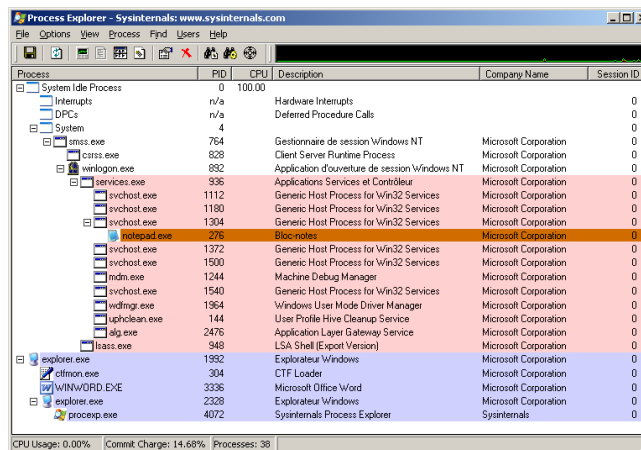 Process Explorer - Sysinternals: www.sysinternals.com
File Options View Process Find Users Help
Process PID CPU Description Company Name Session ID
System Idle Process 0 100.00
Interrupts n/a Hardware Interrupts 0
DPCs n/a Deferred Procedure Calls 0
System 4 0
smss.exe 764 Gestionnaire de session Windows NT Microsoft Corporation 0
csrss.exe 828 Client Server Runtime Process Microsoft Corporation 0
winlogon.exe 892 Application d'ouverture de session Windows NT Microsoft Corporation 0
services.exe 936 Applications Services et Contrôleur Microsoft Corporation 0
svchost.exe 1112 Generic Host Process for Win32 Services Microsoft Corporation 0
svchost.exe 1180 Generic Host Process for Win32 Services Microsoft Corporation 0
svchost.exe 1304 Generic Host Process for Win32 Services Microsoft Corporation 0
notepad.exe 276 Bloc-notes Microsoft Corporation 0
svchost.exe 1372 Generic Host Process for Win32 Services Microsoft Corporation 0
svchost.exe 1500 Generic Host Process for Win32 Services Microsoft Corporation 0
mdm.exe 1244 Machine Debug Manager Microsoft Corporation 0
svchost.exe 1540 Generic Host Process for Win32 Services Microsoft Corporation 0
wdfmgr.exe 1964 Windows User Mode Driver Manager Microsoft Corporation 0
uphclean.exe 144 User Profile Hive Cleanup Service Microsoft Corporation 0
alg.exe 2476 Application Layer Gateway Service Microsoft Corporation 0
lsass.exe 948 LSA Shell (Export Version) Microsoft Corporation 0
explorer.exe 1992 Explorateur Windows Microsoft Corporation 0
ctfmon.exe 304 CTF Loader Microsoft Corporation 0
WINWORD.EXE 3336 Microsoft Office Word Microsoft Corporation 0
explorer.exe 2328 Explorateur Windows Microsoft Corporation 0
procexp.exe 4072 Sysinternals Process Explorer Sysinternals 0
CPU Usage: 0.00% Commit Charge: 14.68% Processes: 38